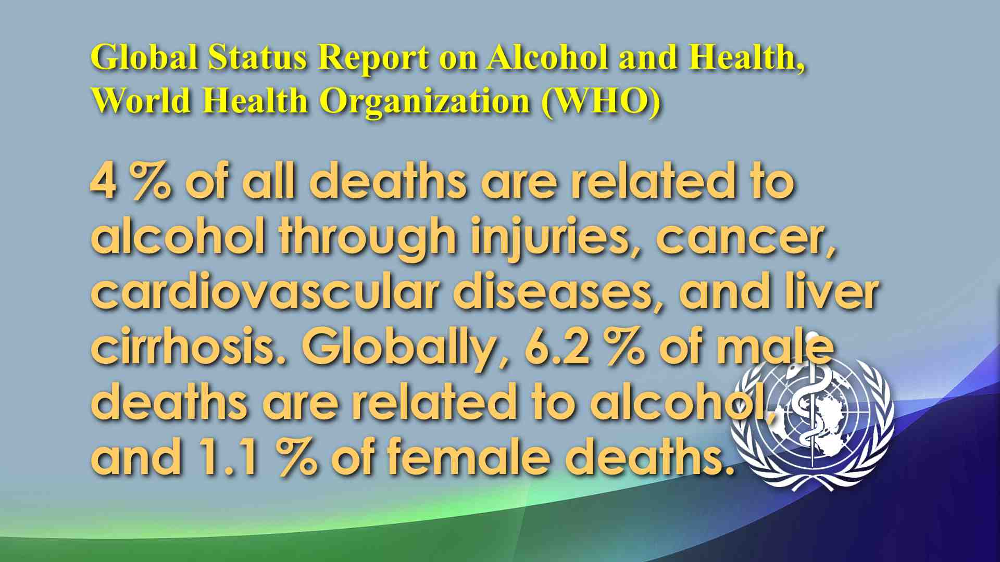 Global Status Report on Alcohol and Health,
World Health Organization (WHO)
4 % of all deaths are related to
alcohol through injuries, cancer,
cardiovascular diseases, and liver
cirrhosis. Globally, 6.2 % of male
deaths are related to alcohol,
and 1.1 % of female deaths.